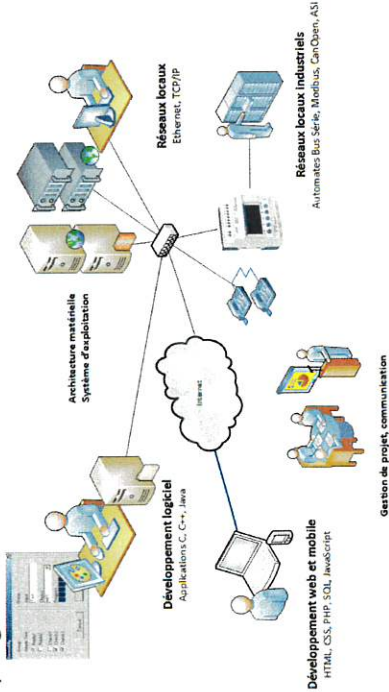 Architecture matérielle
Système d'exploitation
Réseaux locaux
Ethernet, TCP/IP
Développement logiciel
Applications C, C++, Java
Internet
Réseaux locaux industriels
Automates Bus Série, Modbus, CanOpen, ASI
Développement web et mobile
HTML, CSS, PHP, SQL, JavaScript
Gestion de projet, communication